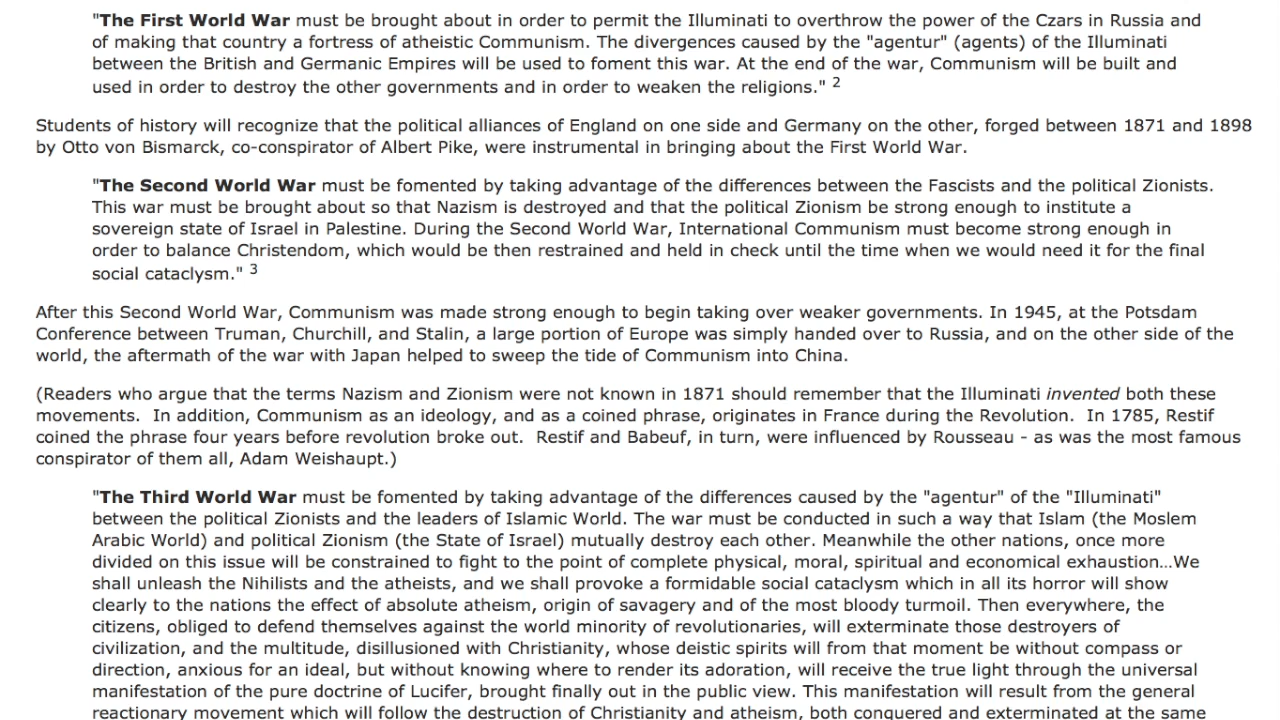 "The First World War must be brought about in order to permit the Illuminati to overthrow the power of the Czars in Russia and
of making that country a fortress of atheistic Communism. The divergences caused by the "agentur" (agents) of the Illuminati
between the British and Germanic Empires will be used to foment this war. At the end of the war, Communism will be built and
used in order to destroy the other governments and in order to weaken the religions." 2
Students of history will recognize that the political alliances of England on one side and Germany on the other, forged between 1871 and 1898
by Otto von Bismarck, co-conspirator of Albert Pike, were instrumental in bringing about the First World War.
"The Second World War must be fomented by taking advantage of the differences between the Fascists and the political Zionists.
This war must be brought about so that Nazism is destroyed and that the political Zionism be strong enough to institute a
sovereign state of Israel in Palestine. During the Second World War, International Communism must become strong enough in
order to balance Christendom, which would be then restrained and held in check until the time when we would need it for the final
social cataclysm." 3
After this Second World War, Communism was made strong enough to begin taking over weaker governments. In 1945, at the Potsdam
Conference between Truman, Churchill, and Stalin, a large portion of Europe was simply handed over to Russia, and on the other side of the
world, the aftermath of the war with Japan helped to sweep the tide of Communism into China.
(Readers who argue that the terms Nazism and Zionism were not known in 1871 should remember that the Illuminati invented both these
movements.  In addition, Communism as an ideology, and as a coined phrase, originates in France during the Revolution.  In 1785, Restif
coined the phrase four years before revolution broke out.  Restif and Babeuf, in turn, were influenced by Rousseau - as was the most famous
conspirator of them all, Adam Weishaupt.)
"The Third World War must be fomented by taking advantage of the differences caused by the "agentur" of the "Illuminati"
between the political Zionists and the leaders of Islamic World. The war must be conducted in such a way that Islam (the Moslem
Arabic World) and political Zionism (the State of Israel) mutually destroy each other. Meanwhile the other nations, once more
divided on this issue will be constrained to fight to the point of complete physical, moral, spiritual and economical exhaustion…We
shall unleash the Nihilists and the atheists, and we shall provoke a formidable social cataclysm which in all its horror will show
clearly to the nations the effect of absolute atheism, origin of savagery and of the most bloody turmoil. Then everywhere, the
citizens, obliged to defend themselves against the world minority of revolutionaries, will exterminate those destroyers of
civilization, and the multitude, disillusioned with Christianity, whose deistic spirits will from that moment be without compass or
direction, anxious for an ideal, but without knowing where to render its adoration, will receive the true light through the universal
manifestation of the pure doctrine of Lucifer, brought finally out in the public view. This manifestation will result from the general
reactionary movement which will follow the destruction of Christianity and atheism, both conquered and exterminated at the same